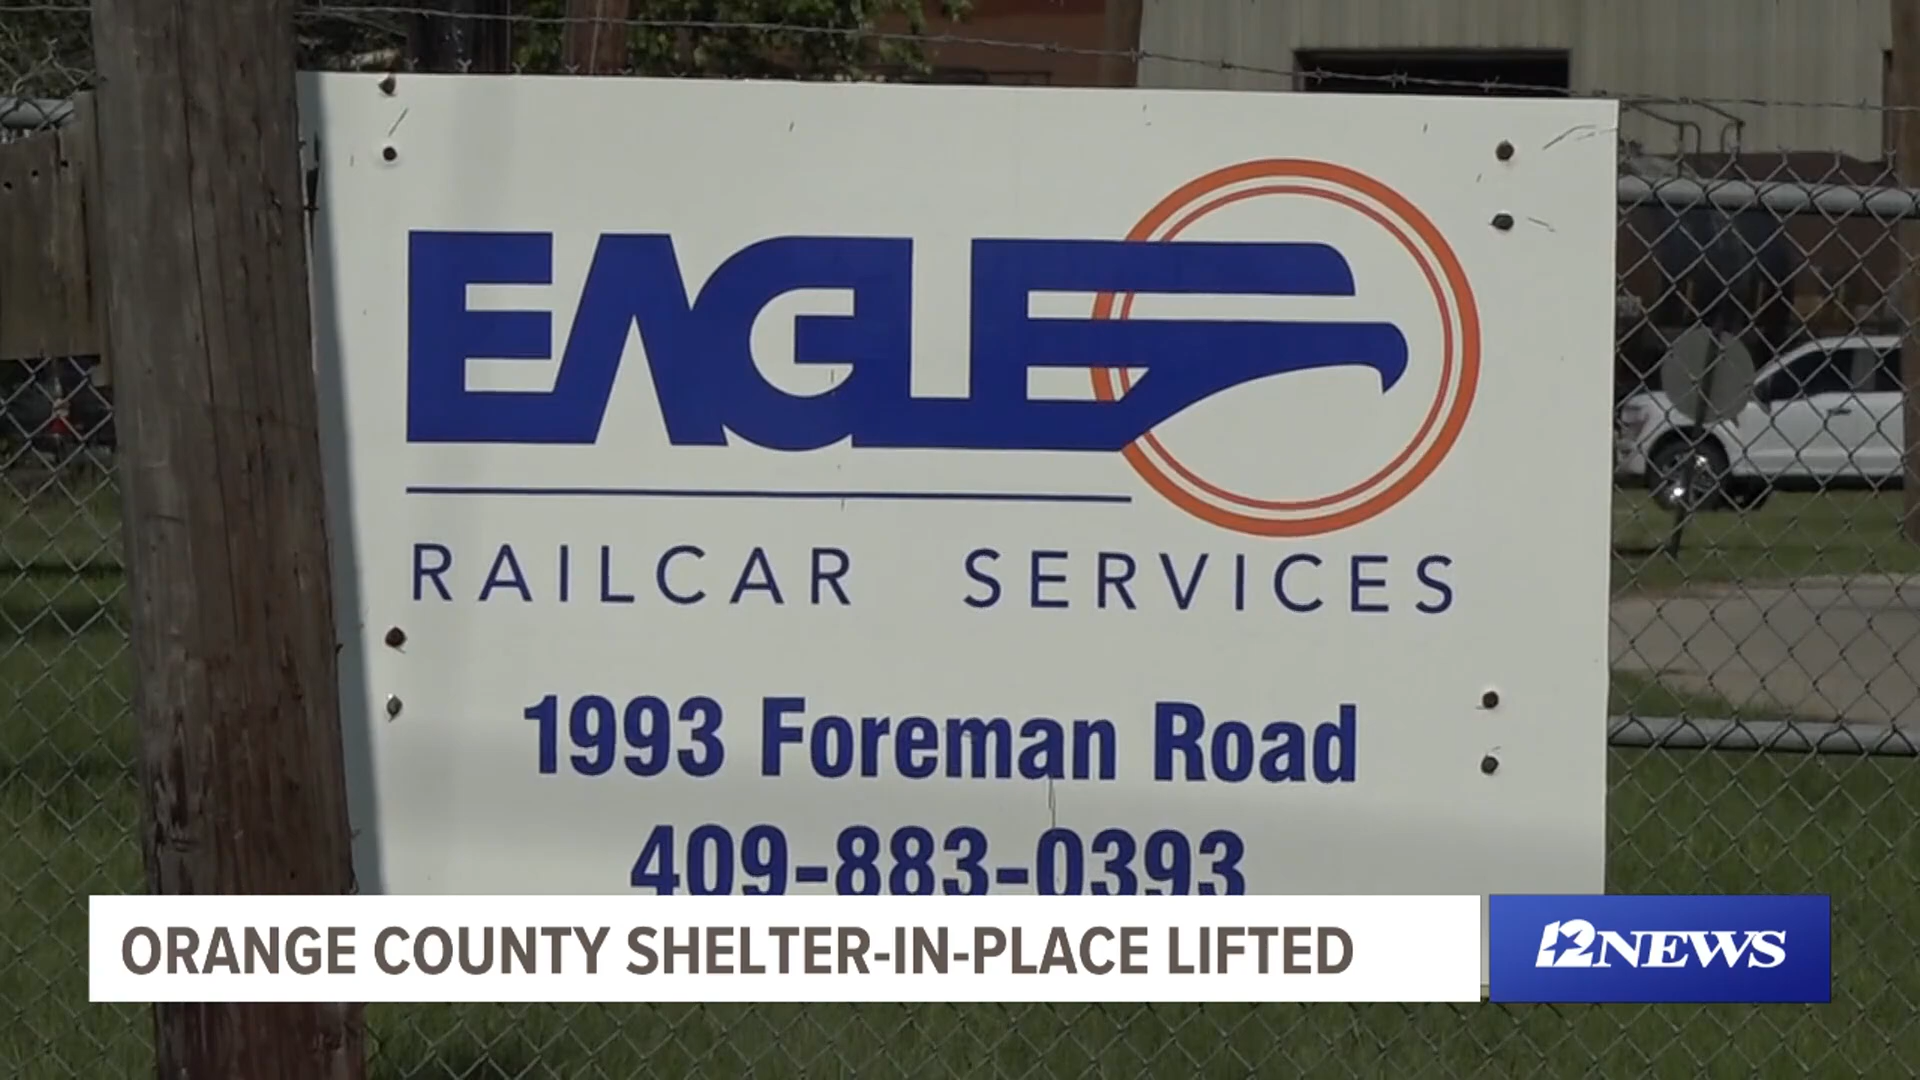 EAGLE
RAILCAR SERVICES
1993 Foreman Road
409-883-0393
ORANGE COUNTY SHELTER-IN-PLACE LIFTED
12NEWS